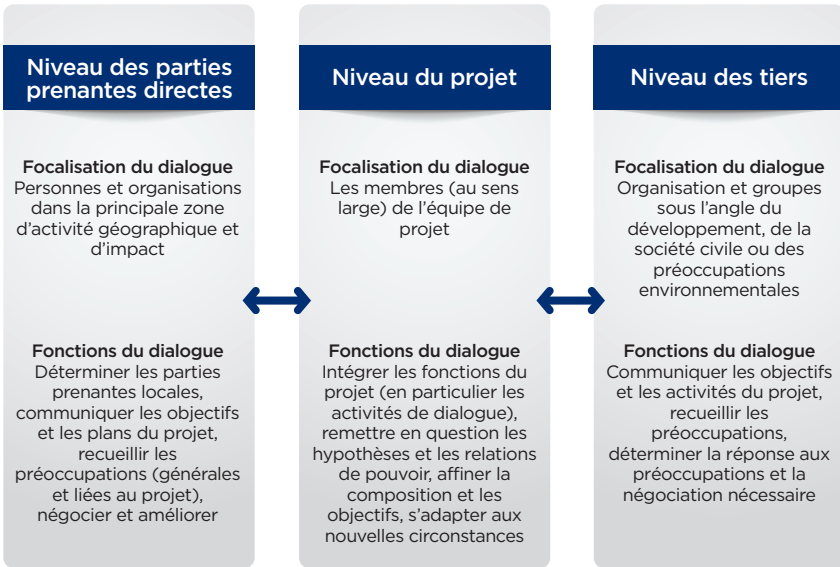 Niveau des parties
prenantes directes
Focalisation du dialogue
Personnes et organisations
dans la principale zone
d'activité géographique et
d'impact
Fonctions du dialogue
Déterminer les parties
prenantes locales,
communiquer les objectifs
et les plans du projet,
recueillir les
préoccupations (générales
et liées au projet),
négocier et améliorer
Niveau du projet
Focalisation du dialogue
Les membres (au sens
large) de l'équipe de
projet
Fonctions du dialogue
Intégrer les fonctions du
projet (en particulier les
activités de dialogue),
remettre en question les
hypothèses et les relations
de pouvoir, affiner la
composition et les
objectifs, s'adapter aux
nouvelles circonstances
Niveau des tiers
Focalisation du dialogue
Organisation et groupes
sous l'angle du
développement, de la
société civile ou des
préoccupations
environnementales
Fonctions du dialogue
Communiquer les objectifs
et les activités du projet,
recueillir les
préoccupations,
déterminer la réponse aux
préoccupations et la
négociation nécessaire